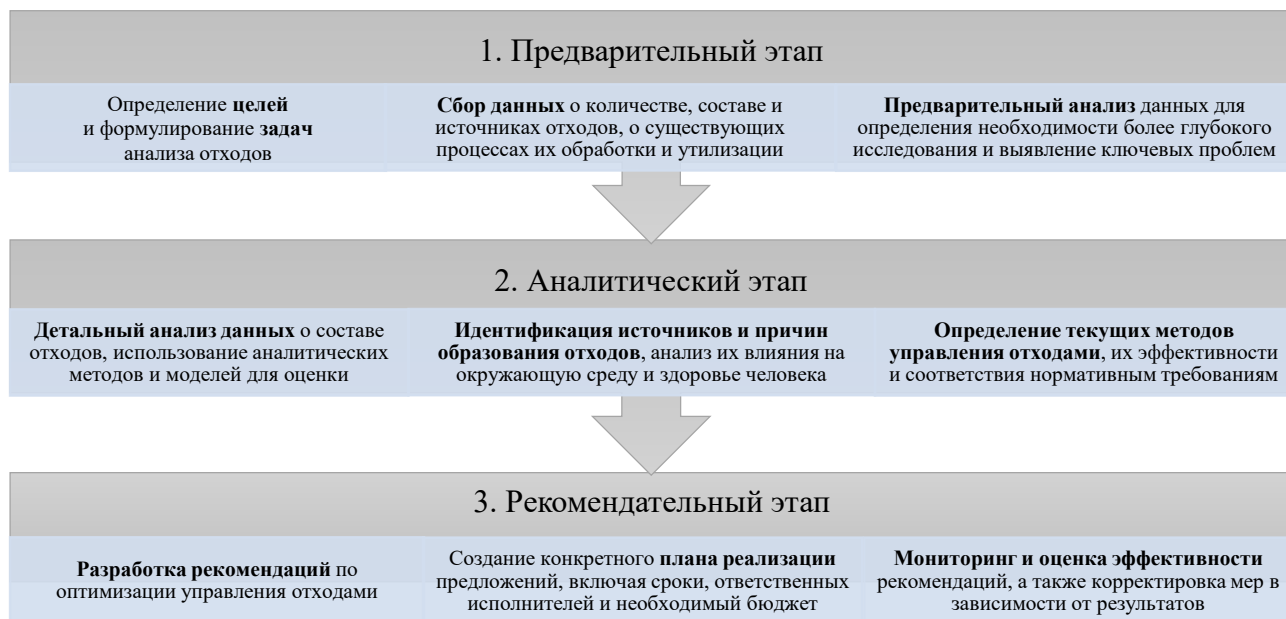 1. Предварительный этап
Определение целей
и формулирование задач
анализа отходов
Сбор данных о количестве, составе и
источниках отходов, о существующих
процессах их обработки и утилизации
Предварительный анализ данных для
определения необходимости более глубокого
исследования и выявление ключевых проблем
2. Аналитический этап
Детальный анализ данных о составе
отходов, использование аналитических
методов и моделей для оценки
Идентификация источников и причин
образования отходов, анализ их влияния на
окружающую среду и здоровье человека
Определение текущих методов
управления отходами, их эффективности
и соответствия нормативным требованиям
3. Рекомендательный этап
Разработка рекомендаций по
оптимизации управления отходами
Создание конкретного плана реализации
предложений, включая сроки, ответственных
исполнителей и необходимый бюджет
Мониторинг и оценка эффективности
рекомендаций, а также корректировка мер в
зависимости от результатов